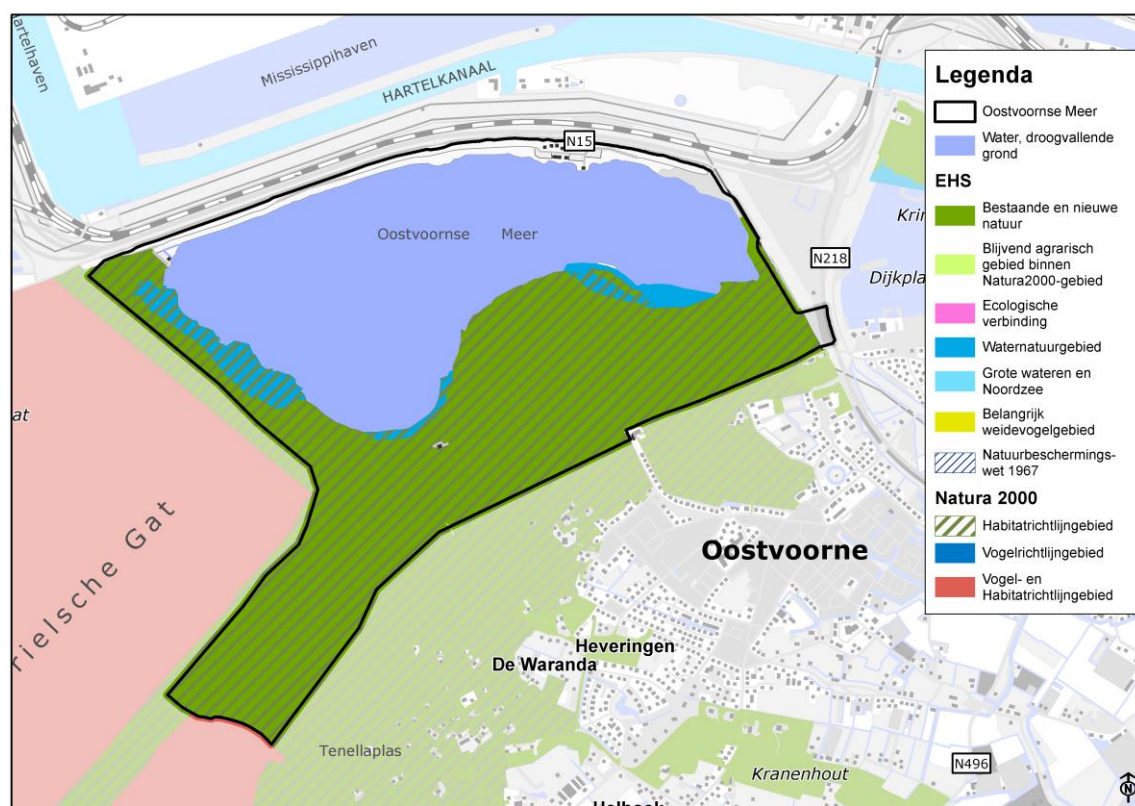 artelhaven
Mississippihaven
HARTELKANAAL
N15
Oostvoornse Meer
N218
Dijkpla
at
rielsche Gat
Oostvoorne
Heveringen
De Waranda
Tenellaplas
Kranenhout
N496
N
Legenda
Oostvoornse Meer
Water, droogvallende
grond
EHS
Bestaande en nieuwe
natuur
Blijvend agrarisch
gebied binnen
Natura2000-gebied
Ecologische
verbinding
Waternatuurgebied
Grote wateren en
Noordzee
Belangrijk
weidevogelgebied
Natuurbeschermings-
wet 1967
Natura 2000
Habitatrichtlijngebied
Vogelrichtlijngebied
Vogel- en
Habitatrichtlijngebied